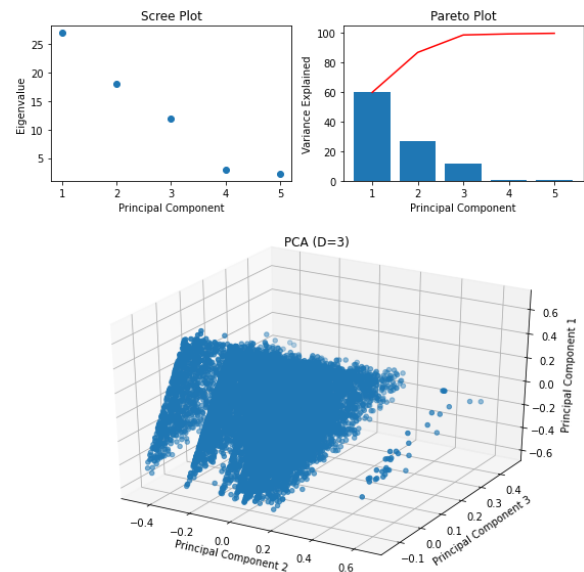 Scree Plot
Pareto Plot
25
20
15
10
5
Eigenvalue
1 2 3 4 5
Principal Component
100
80
60
40
20
0
Variance Explained
1 2 3 4 5
Principal Component
PCA (D=3)
0.6
0.4
0.2
0.0
−0.2
−0.4
−0.6
Principal Component 1
−0.4 −0.2 0.0 0.2 0.4 0.6
Principal Component 2
−0.1 0.0 0.1 0.2 0.3 0.4
Principal Component 3